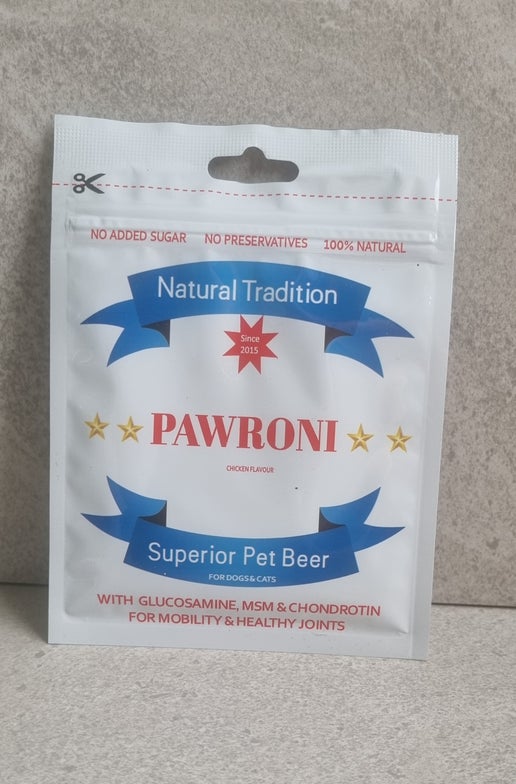 NO ADDED SUGAR NO PRESERVATIVES 100% NATURAL
Natural Tradition
Since
2015
PAWRONI
CHICKEN FLAVOUR
Superior Pet Beer
FOR DOGS & CATS
WITH GLUCOSAMINE, MSM & CHONDROTIN
FOR MOBILITY & HEALTHY JOINTS